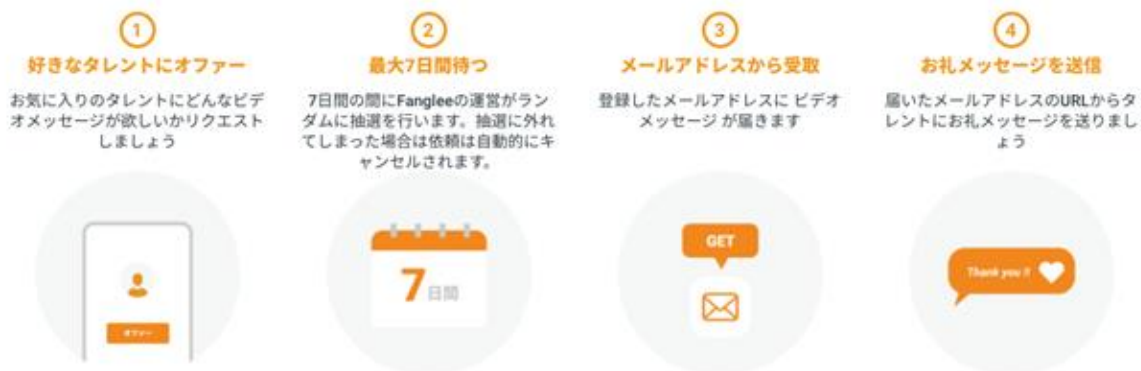 1
好きなタレントにオファー
お気に入りのタレントにどんなビデ
オメッセージが欲しいかリクエスト
しましょう
オファー
2
最大7日間待つ
7日間の間にFangleeの運営がラン
ダムに抽選を行います。抽選に外れ
てしまった場合は依頼は自動的にキ
ャンセルされます。
7日間
3
メールアドレスから受取
登録したメールアドレスに ビデオ
メッセージ が届きます
GET
4
お礼メッセージを送信
届いたメールアドレスのURLからタ
レントにお礼メッセージを送りまし
ょう
Thank you !!